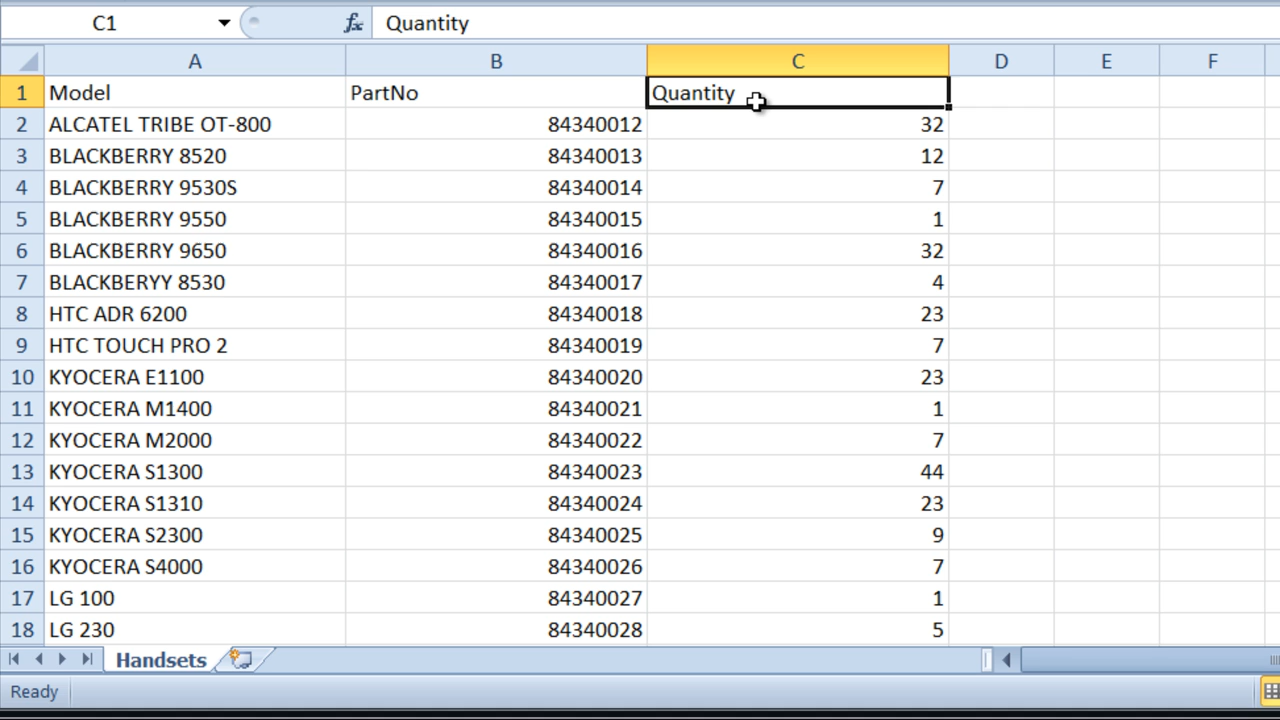 C1 fx Quantity
A B C D E F
1 Model PartNo Quantity
2 ALCATEL TRIBE OT-800 84340012 32
3 BLACKBERRY 8520 84340013 12
4 BLACKBERRY 9530S 84340014 7
5 BLACKBERRY 9550 84340015 1
6 BLACKBERRY 9650 84340016 32
7 BLACKBERYY 8530 84340017 4
8 HTC ADR 6200 84340018 23
9 HTC TOUCH PRO 2 84340019 7
10 KYOCERA E1100 84340020 23
11 KYOCERA M1400 84340021 1
12 KYOCERA M2000 84340022 7
13 KYOCERA S1300 84340023 44
14 KYOCERA S1310 84340024 23
15 KYOCERA S2300 84340025 9
16 KYOCERA S4000 84340026 7
17 LG 100 84340027 1
18 LG 230 84340028 5
Handsets
Ready